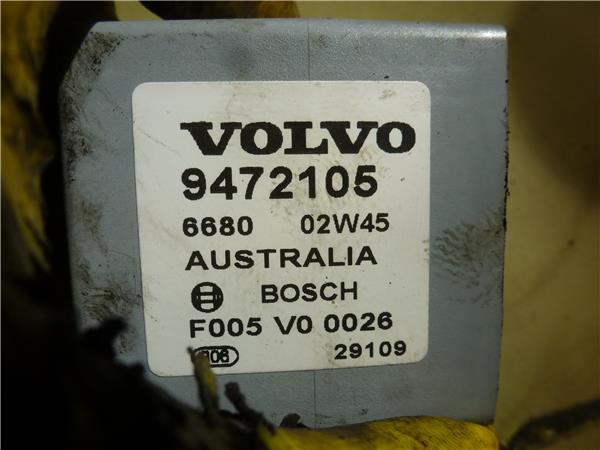 VOLVO
9472105
6680 02W45
AUSTRALIA
BOSCH
F005 V0 0026
29109